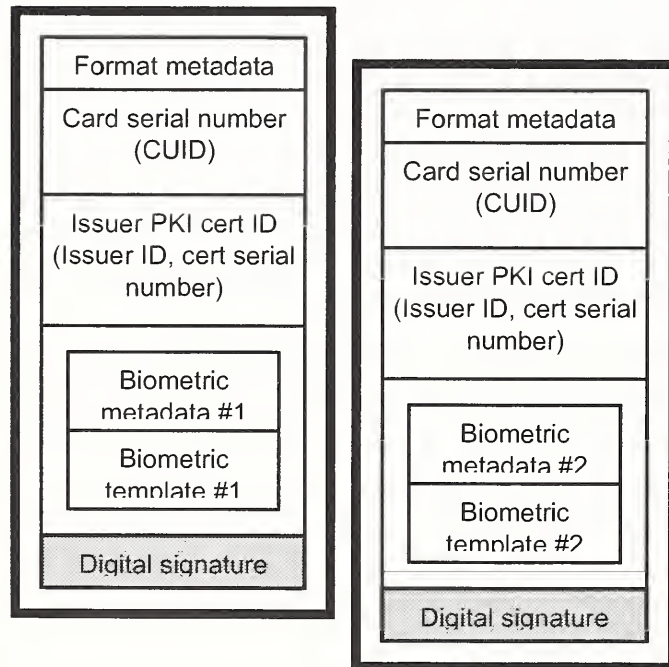 Format metadata
Card serial number
(CUID)
Issuer PKI cert ID
(Issuer ID, cert serial
number)
Biometric
metadata #1
Biometric
template #1
Digital signature
Format metadata
Card serial number
(CUID)
Issuer PKI cert ID
(Issuer ID, cert serial
number)
Biometric
metadata #2
Biometric
template #2
Digital signature